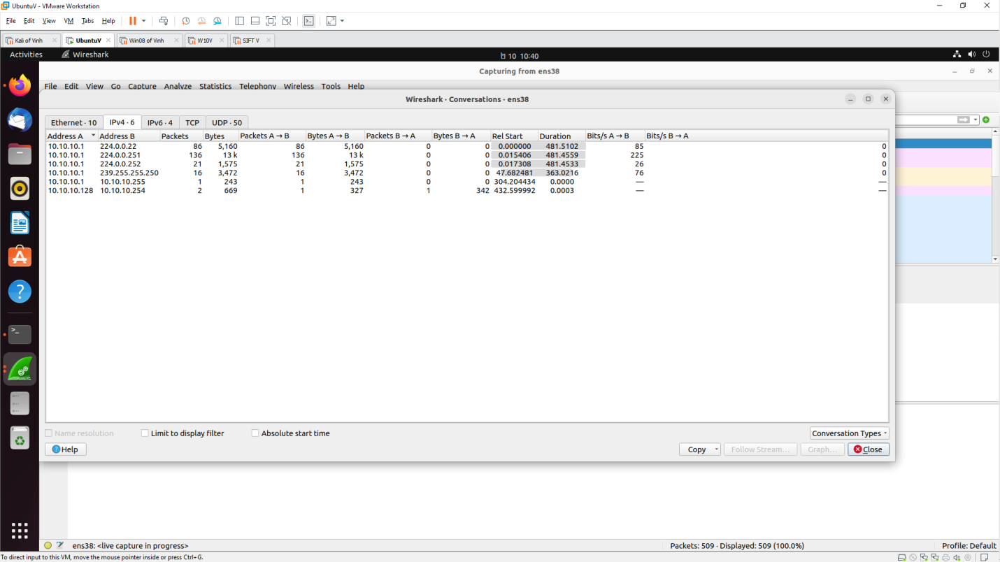 UbuntuV - VMware Workstation
File Edit View VM Tabs Help
Kali of Vinh UbuntuV Win08 of Vinh W10V SIFT V
Activities Wireshark 10 10:40
Capturing from ens38
File Edit View Go Capture Analyze Statistics Telephony Wireless Tools Help
Wireshark · Conversations · ens38
Ethernet · 10 IPv4 · 6 IPv6 · 4 TCP UDP · 50
Address A Address B Packets Bytes Packets A → B Bytes A → B Packets B → A Bytes B → A Rel Start Duration Bits/s A → B Bits/s B → A
10.10.10.1 224.0.0.22 86 5,160 86 5,160 0 0 0.000000 481.5102 85 0
10.10.10.1 224.0.0.251 136 13 k 136 13 k 0 0 0.015406 481.4559 225 0
10.10.10.1 224.0.0.252 21 1,575 21 1,575 0 0 0.017308 481.4533 26 0
10.10.10.1 239.255.255.250 16 3,472 16 3,472 0 0 47.682481 363.0216 76 0
10.10.10.1 10.10.10.255 1 243 1 243 0 0 304.204434 0.0000 — —
10.10.10.128 10.10.10.254 2 669 1 327 1 342 432.599992 0.0003 — —
Name resolution Limit to display filter Absolute start time Conversation Types
Help Copy Follow Stream... Graph... Close
ens38: <live capture in progress> Packets: 509 · Displayed: 509 (100.0%) Profile: Default
To direct input to this VM, move the mouse pointer inside or press Ctrl+G.